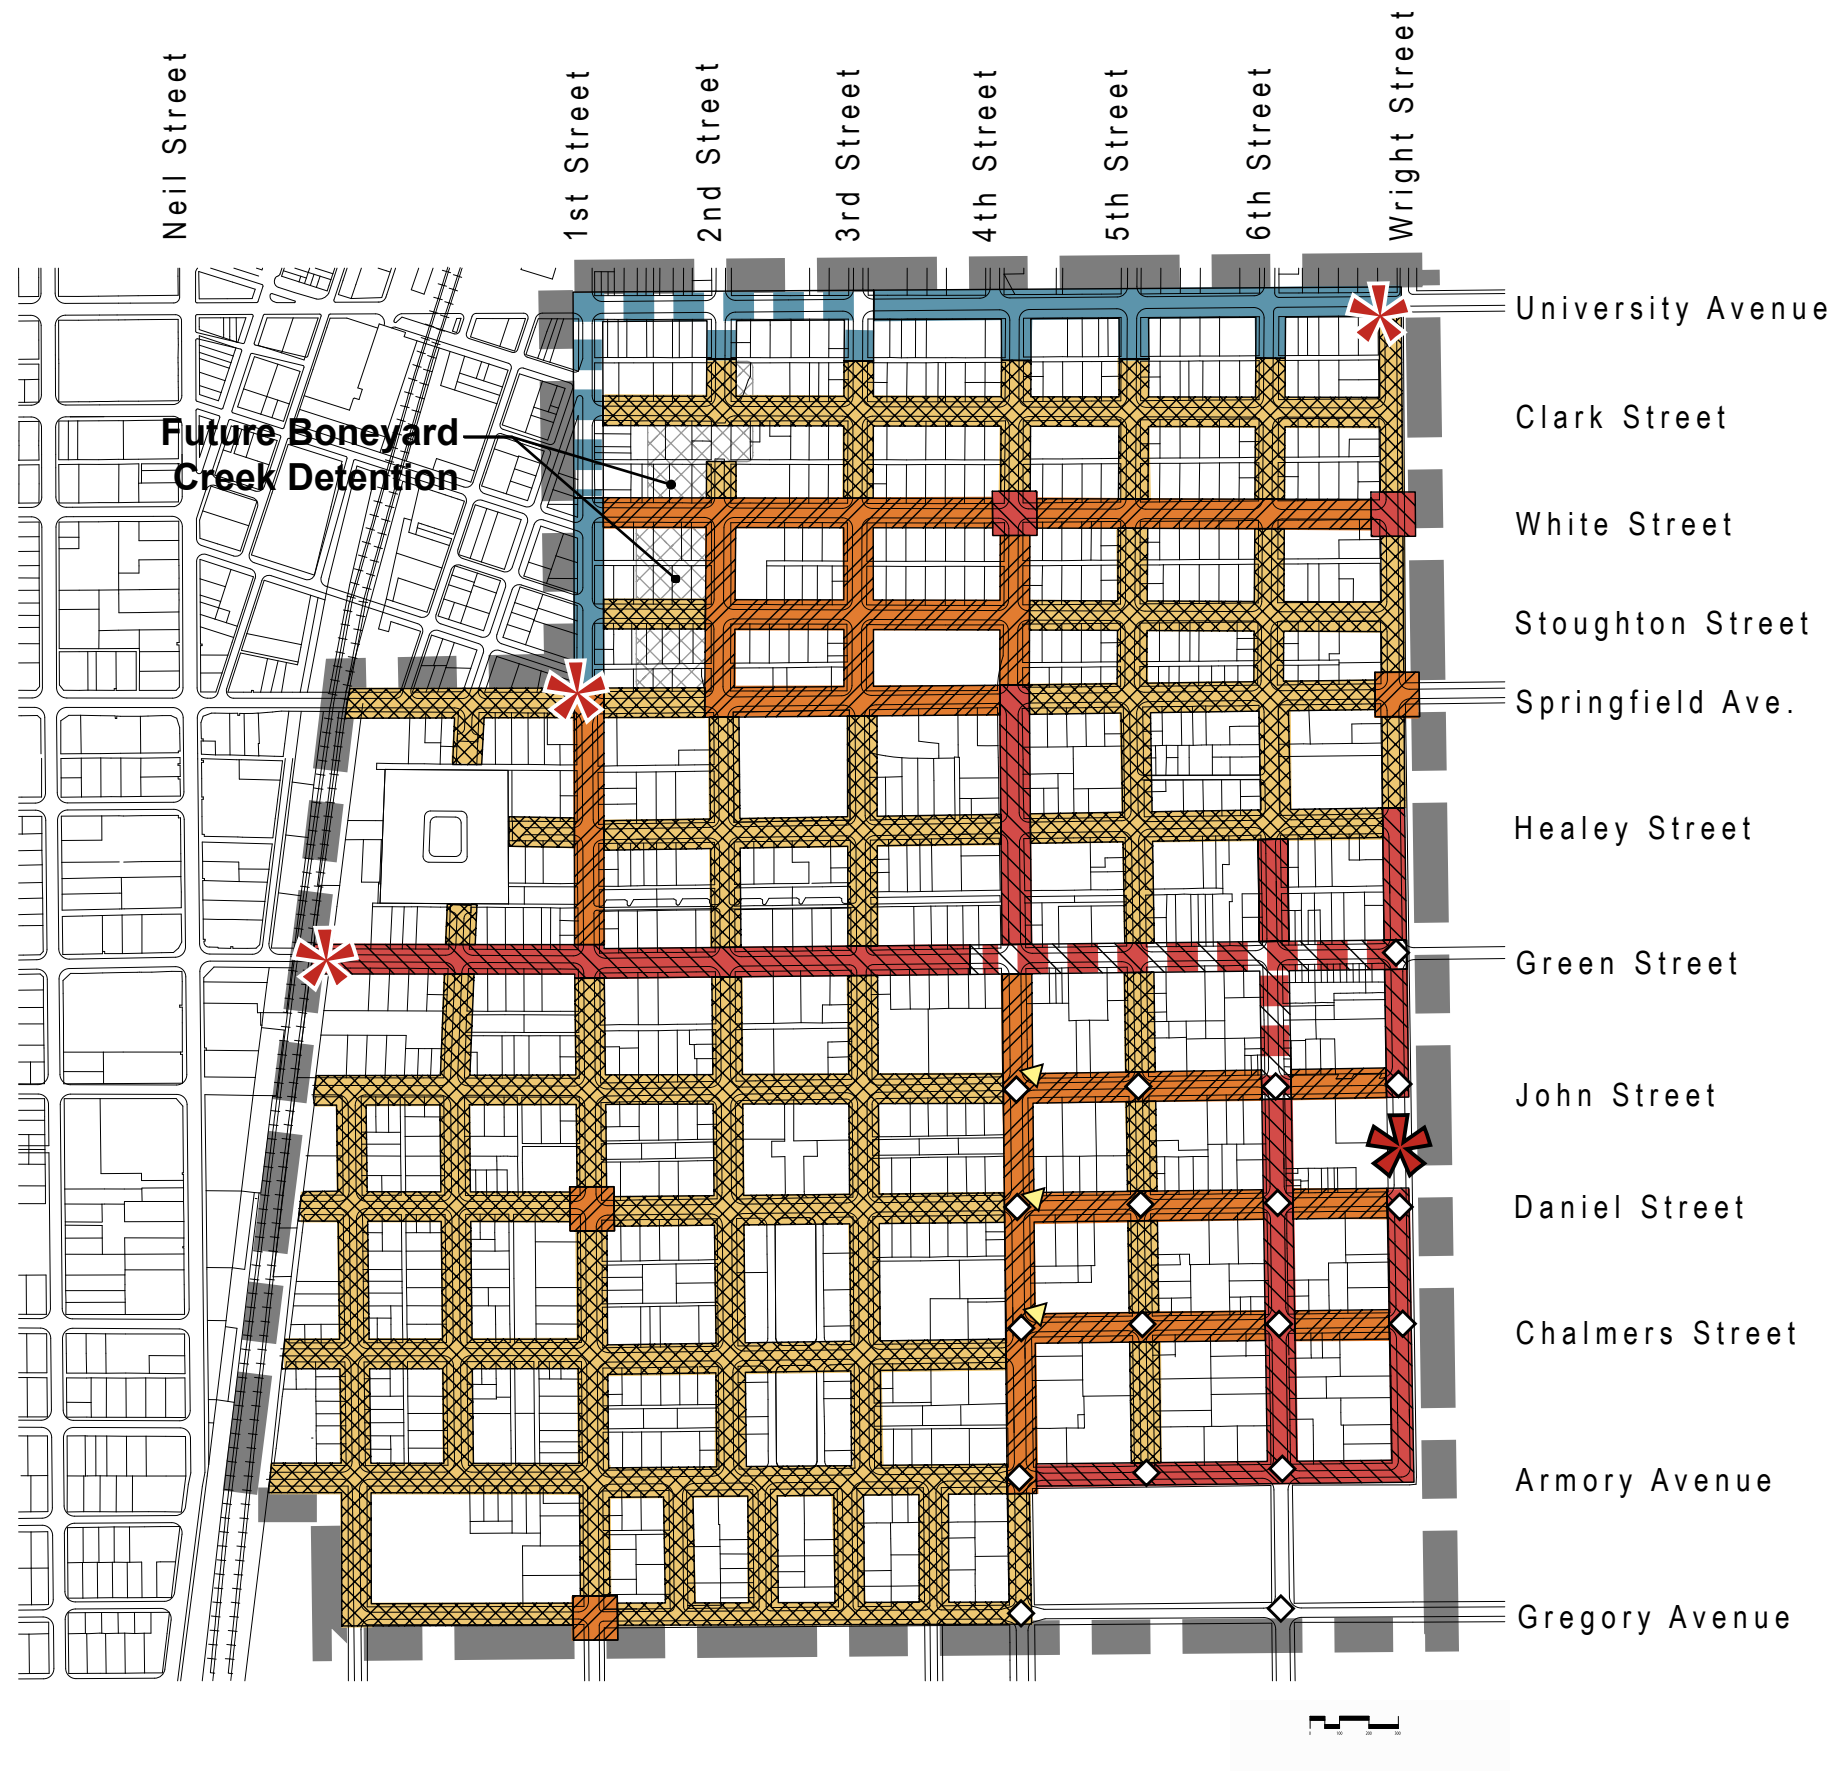 Neil Street
1st Street
2nd Street
3rd Street
4th Street
5th Street
6th Street
Wright Street
University Avenue
Clark Street
Future Boneyard
Creek Detention
White Street
Stoughton Street
Springfield Ave.
Healey Street
Green Street
John Street
Daniel Street
Chalmers Street
Armory Avenue
Gregory Avenue